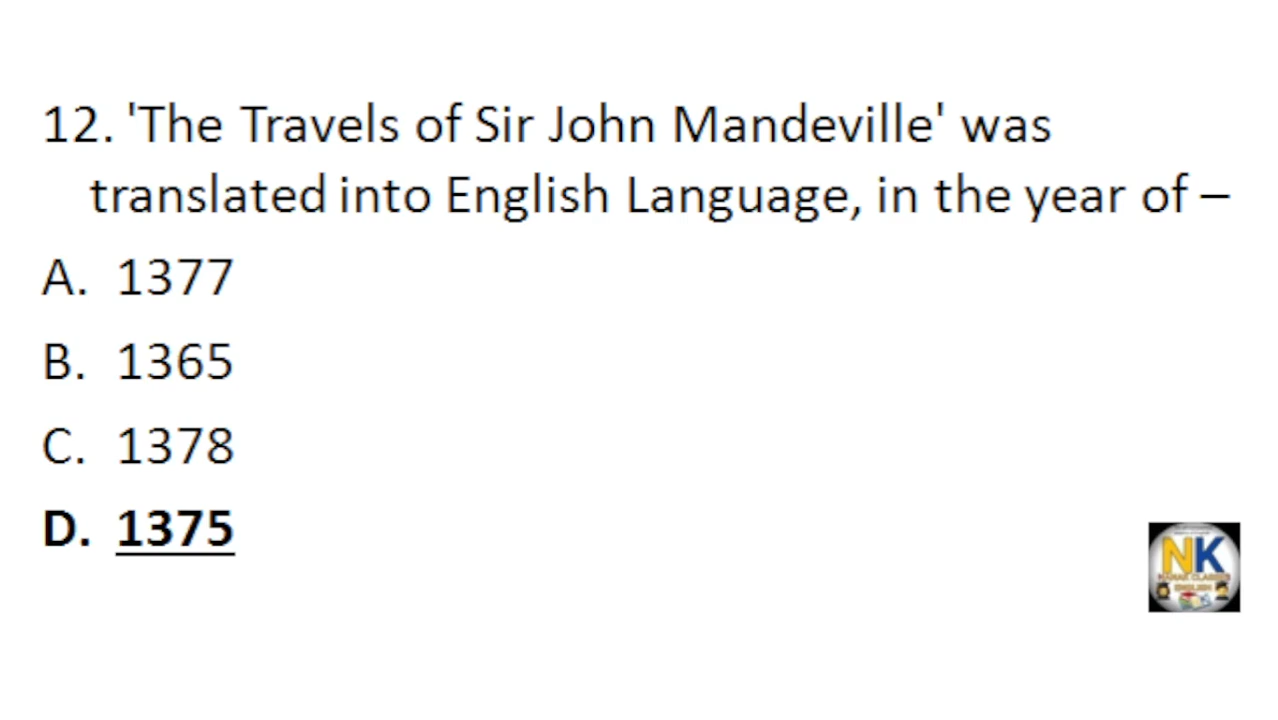 12. 'The Travels of Sir John Mandeville' was
translated into English Language, in the year of –
A. 1377
B. 1365
C. 1378
D. 1375
NK
ENGLISH